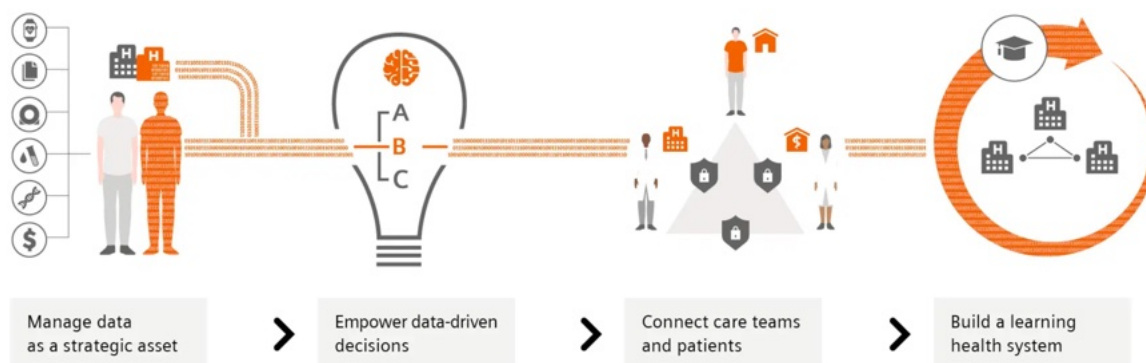 H
H
$
A
B
C
H
$
H
H
H
Manage data
as a strategic asset
Empower data-driven
decisions
Connect care teams
and patients
Build a learning
health system